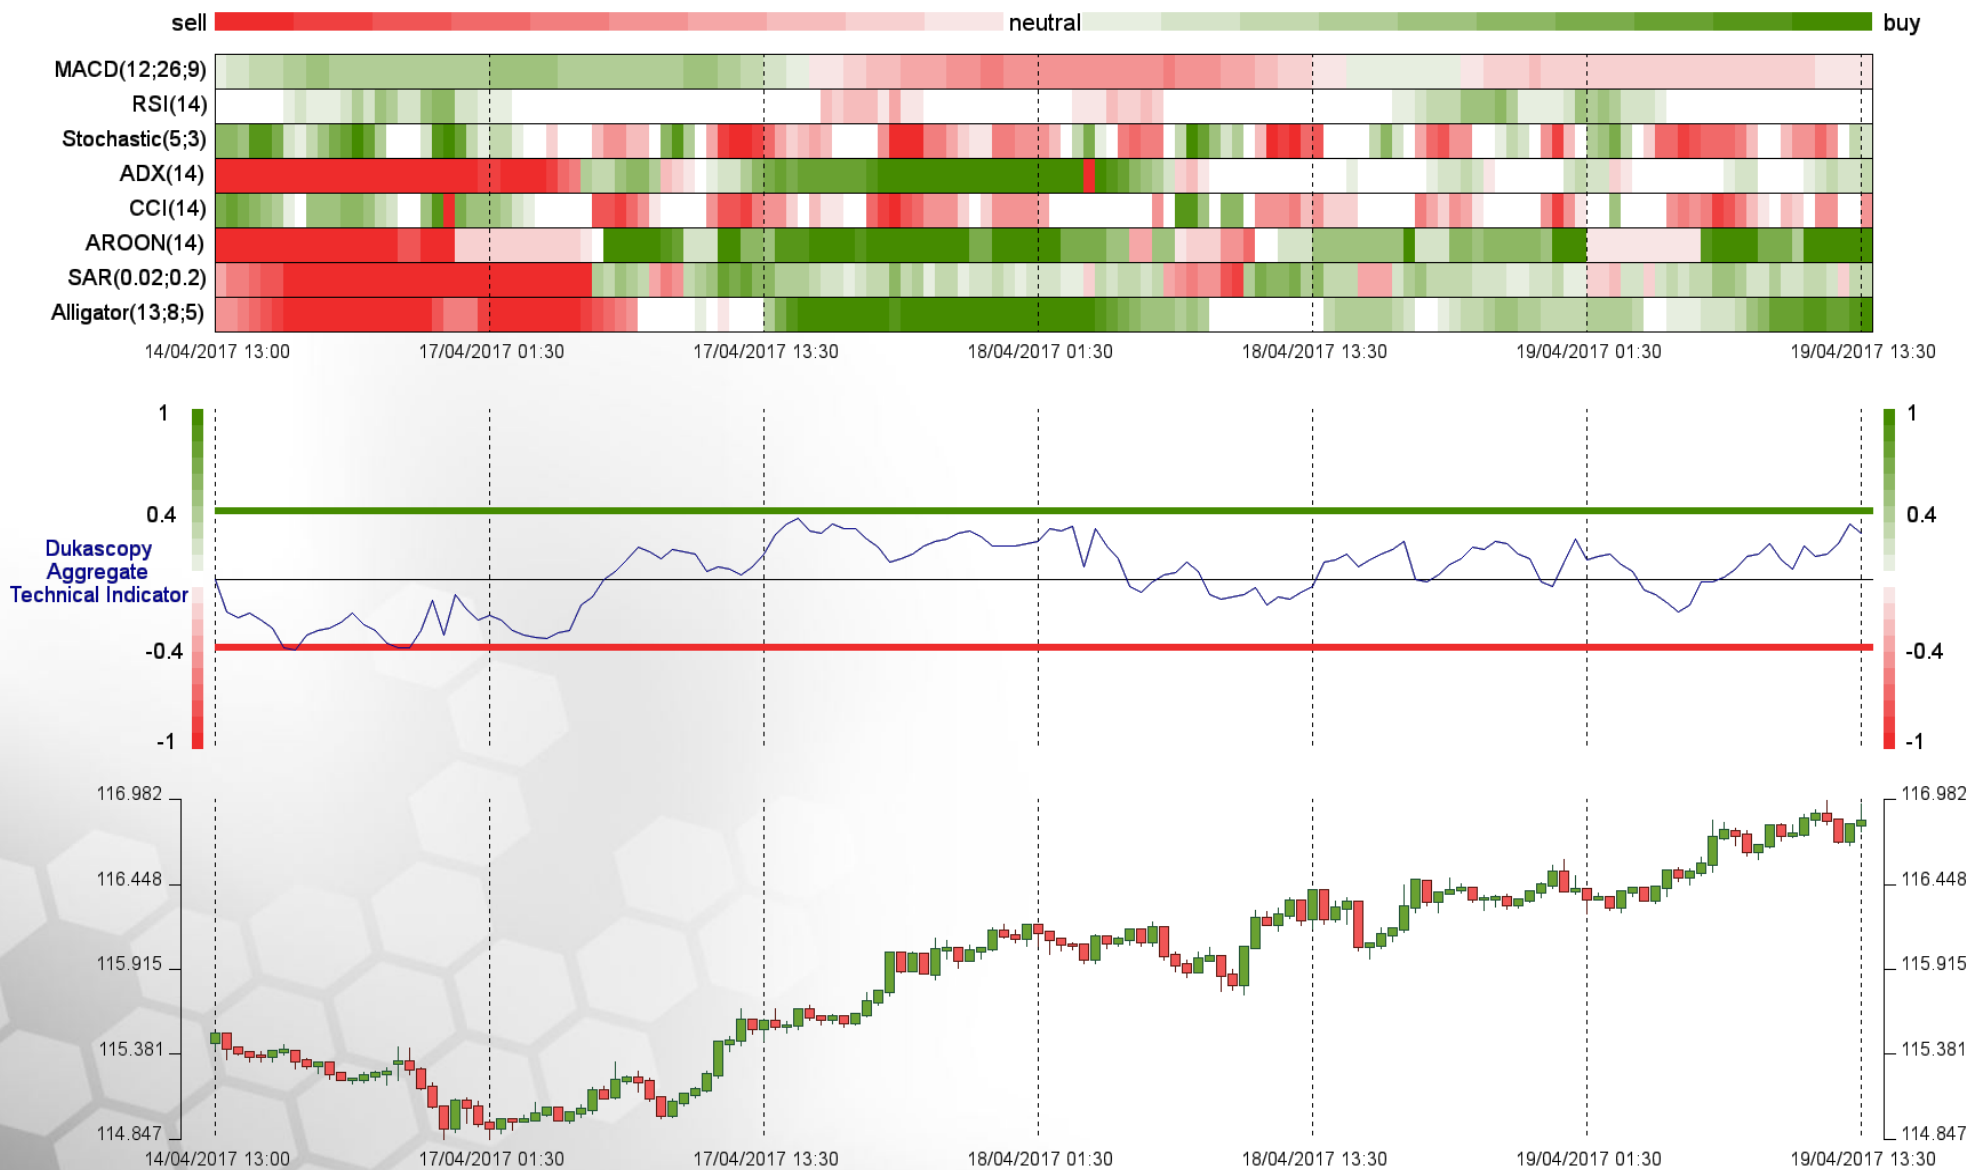 sell neutral buy
MACD(12;26;9)
RSI(14)
Stochastic(5;3)
ADX(14)
CCI(14)
AROON(14)
SAR(0.02;0.2)
Alligator(13;8;5)
14/04/2017 13:00 17/04/2017 01:30 17/04/2017 13:30 18/04/2017 01:30 18/04/2017 13:30 19/04/2017 01:30 19/04/2017 13:30
1 1
0.4 0.4
Dukascopy
Aggregate
Technical Indicator
-0.4 -0.4
-1 -1
116.982 116.982
116.448 116.448
115.915 115.915
115.381 115.381
114.847 114.847
14/04/2017 13:00 17/04/2017 01:30 17/04/2017 13:30 18/04/2017 01:30 18/04/2017 13:30 19/04/2017 01:30 19/04/2017 13:30